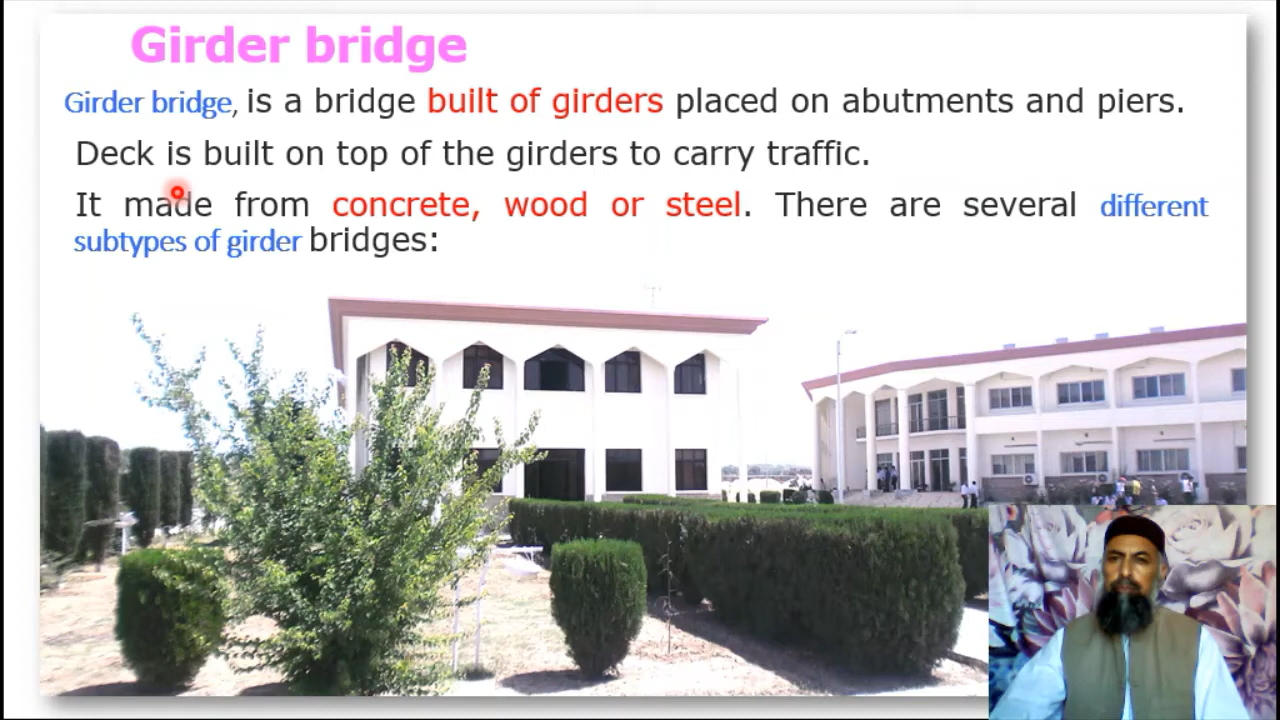 Girder bridge
Girder bridge, is a bridge built of girders placed on abutments and piers.
Deck is built on top of the girders to carry traffic.
It made from concrete, wood or steel. There are several different
subtypes of girder bridges: